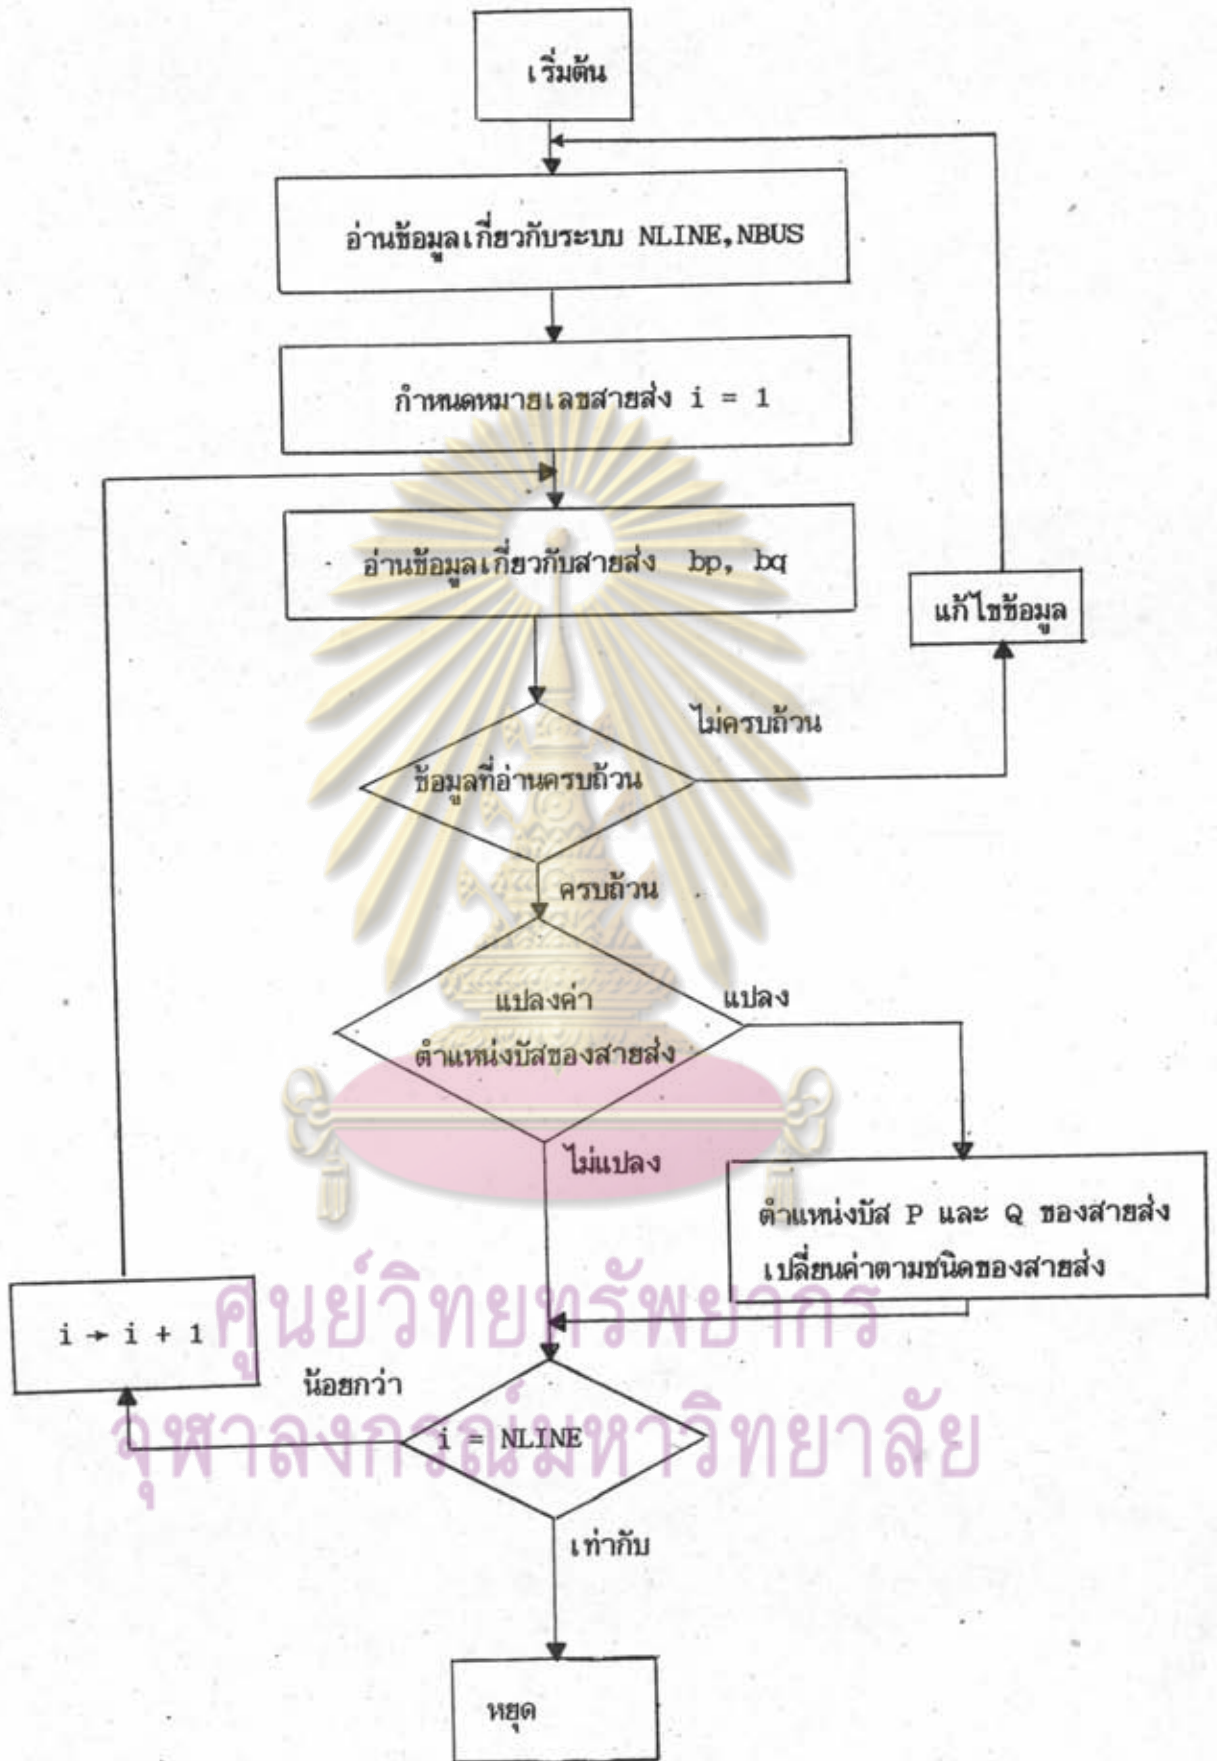 เริ่มต้น
อ่านข้อมูลเกี่ยวกับระบบ NLINE,NBUS
กำหนดหมายเลขสายส่ง i = 1
อ่านข้อมูลเกี่ยวกับสายส่ง bp, bq
แก้ไขข้อมูล
ไม่ครบถ้วน
ข้อมูลที่อ่านครบถ้วน
ครบถ้วน
แปลงค่า
ตำแหน่งบัสของสายส่ง
แปลง
ไม่แปลง
ตำแหน่งบัส P และ Q ของสายส่ง
เปลี่ยนค่าตามชนิดของสายส่ง
i → i + 1
น้อยกว่า
i = NLINE
เท่ากับ
หยุด
ศูนย์วิทยทรัพยากร
จุฬาลงกรณ์มหาวิทยาลัย